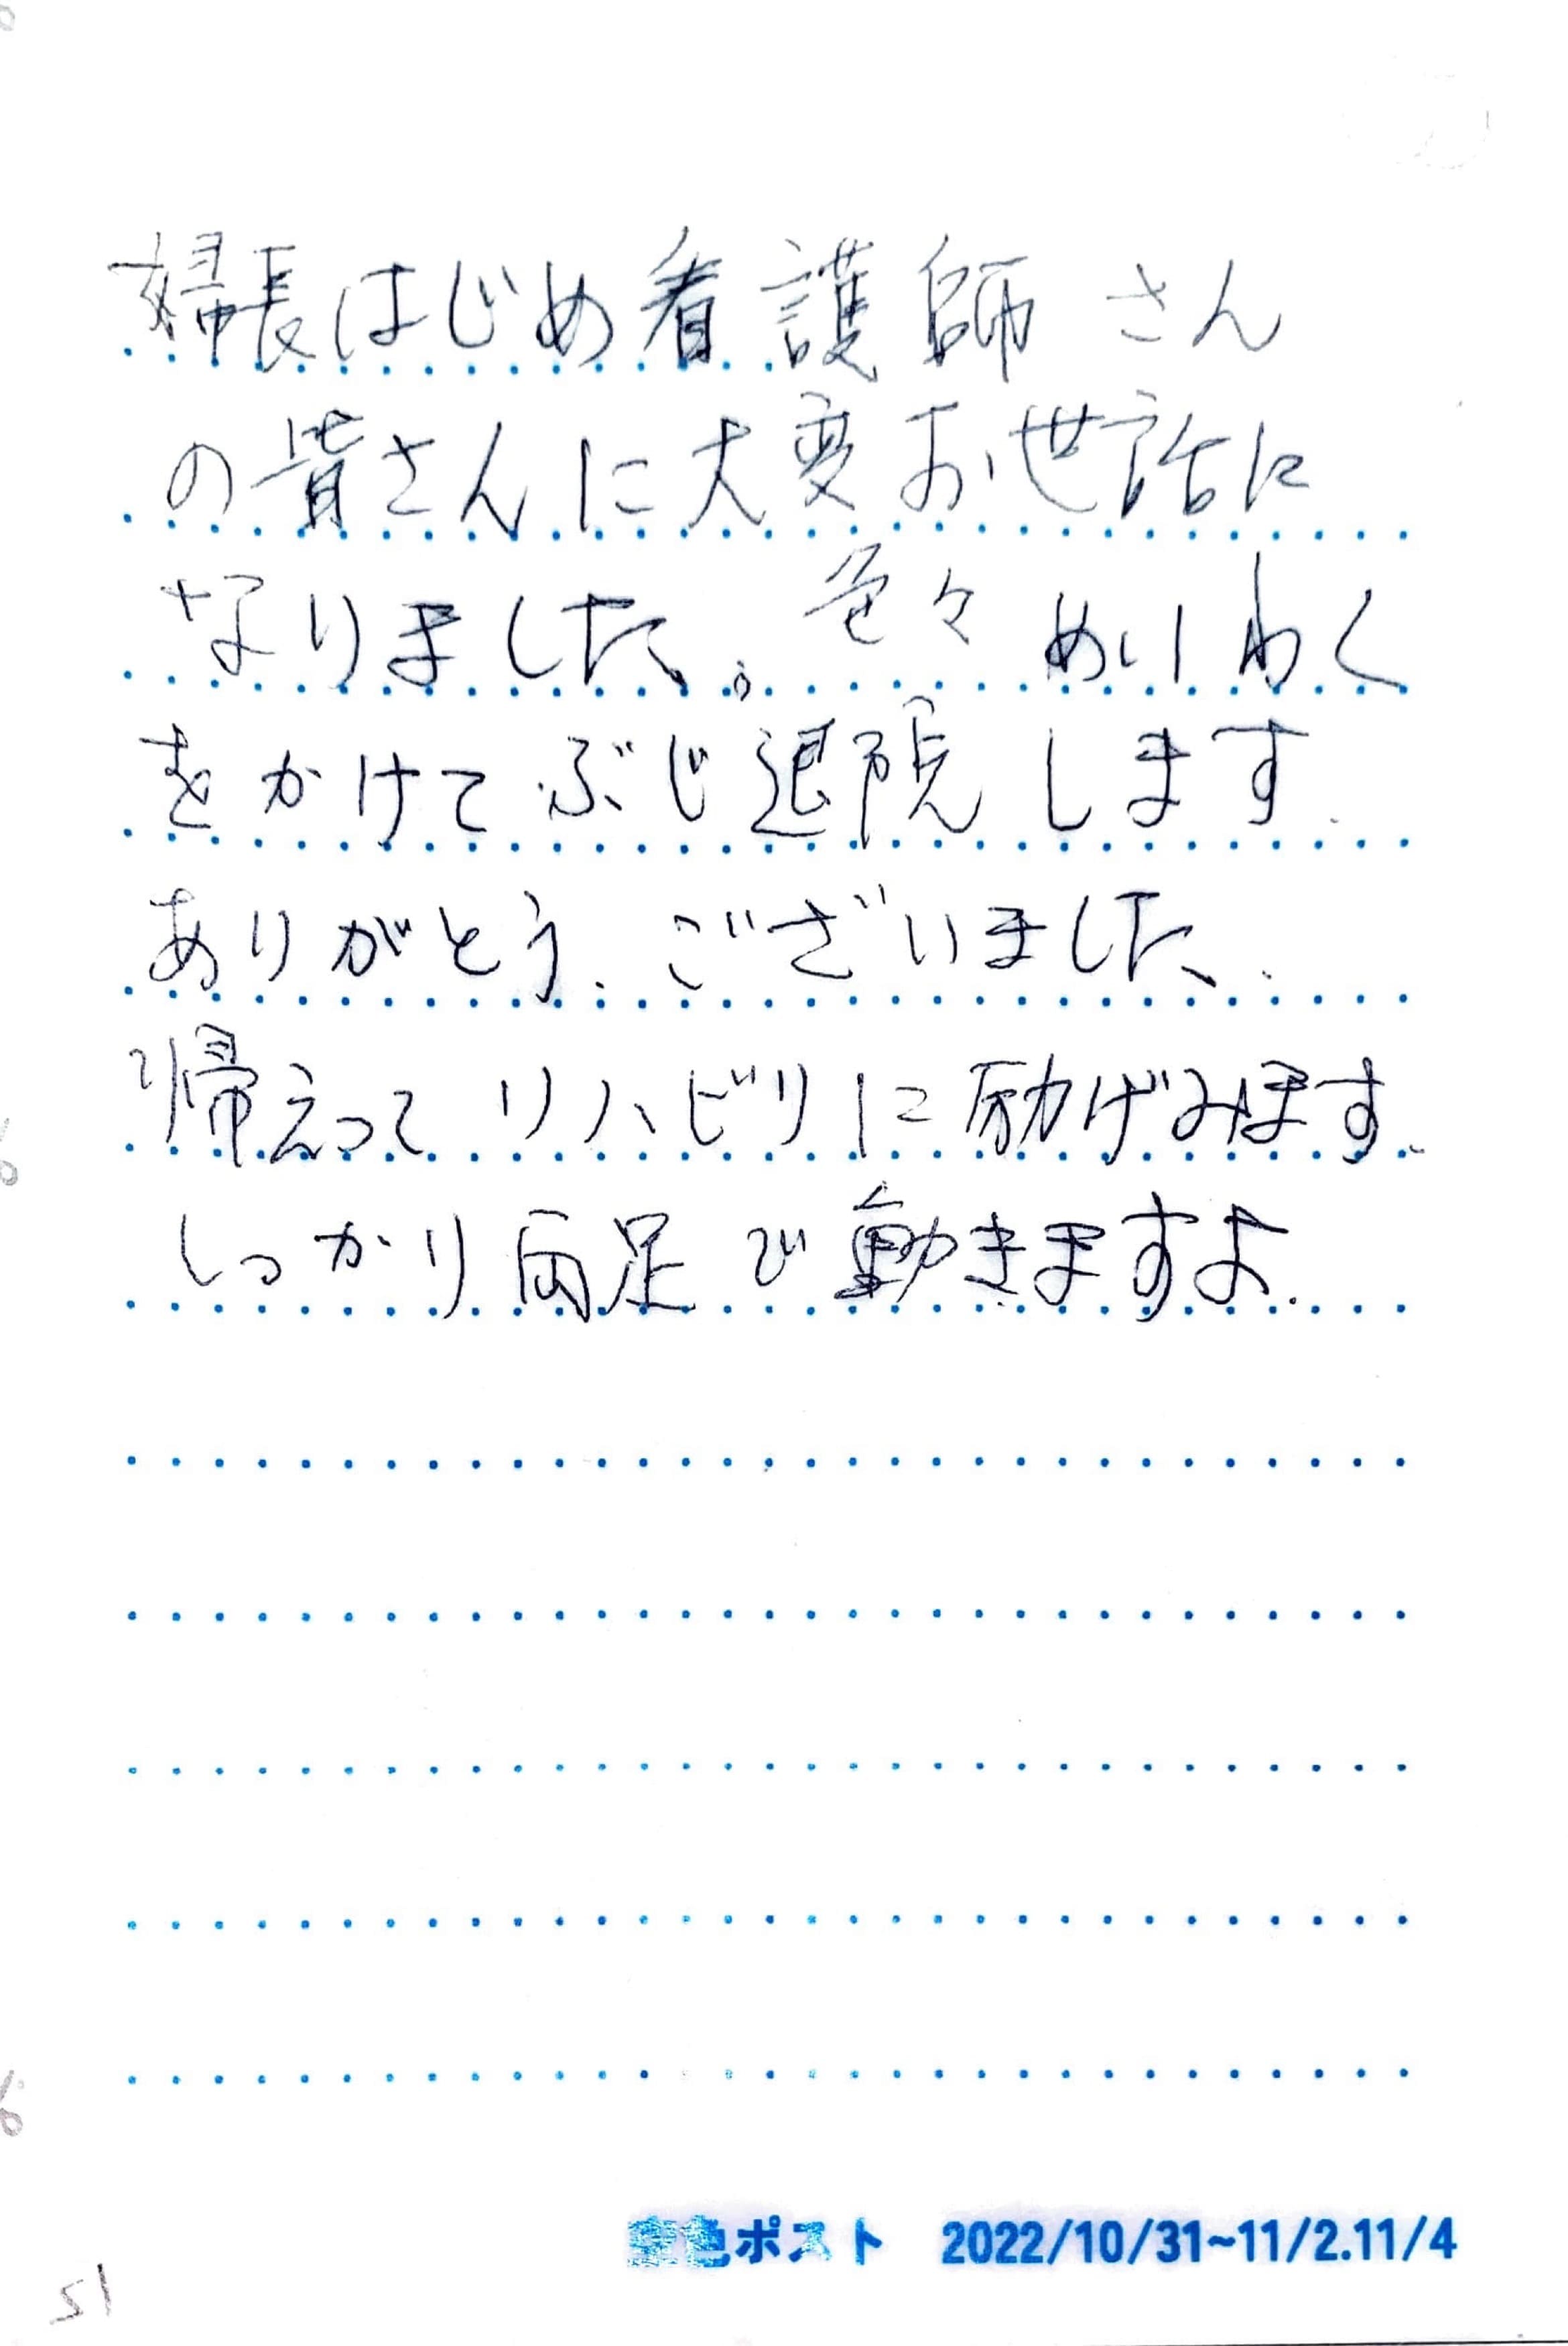 婦長はじめ看護師さん
の皆さんに大変お世話に
なりました。色々めいわく
をかけてぶじ退院します
ありがとうございました、
帰えってリハビリに励げみます
しっかり両足で動きますよ
空色ポスト 2022/10/31~11/2.11/4